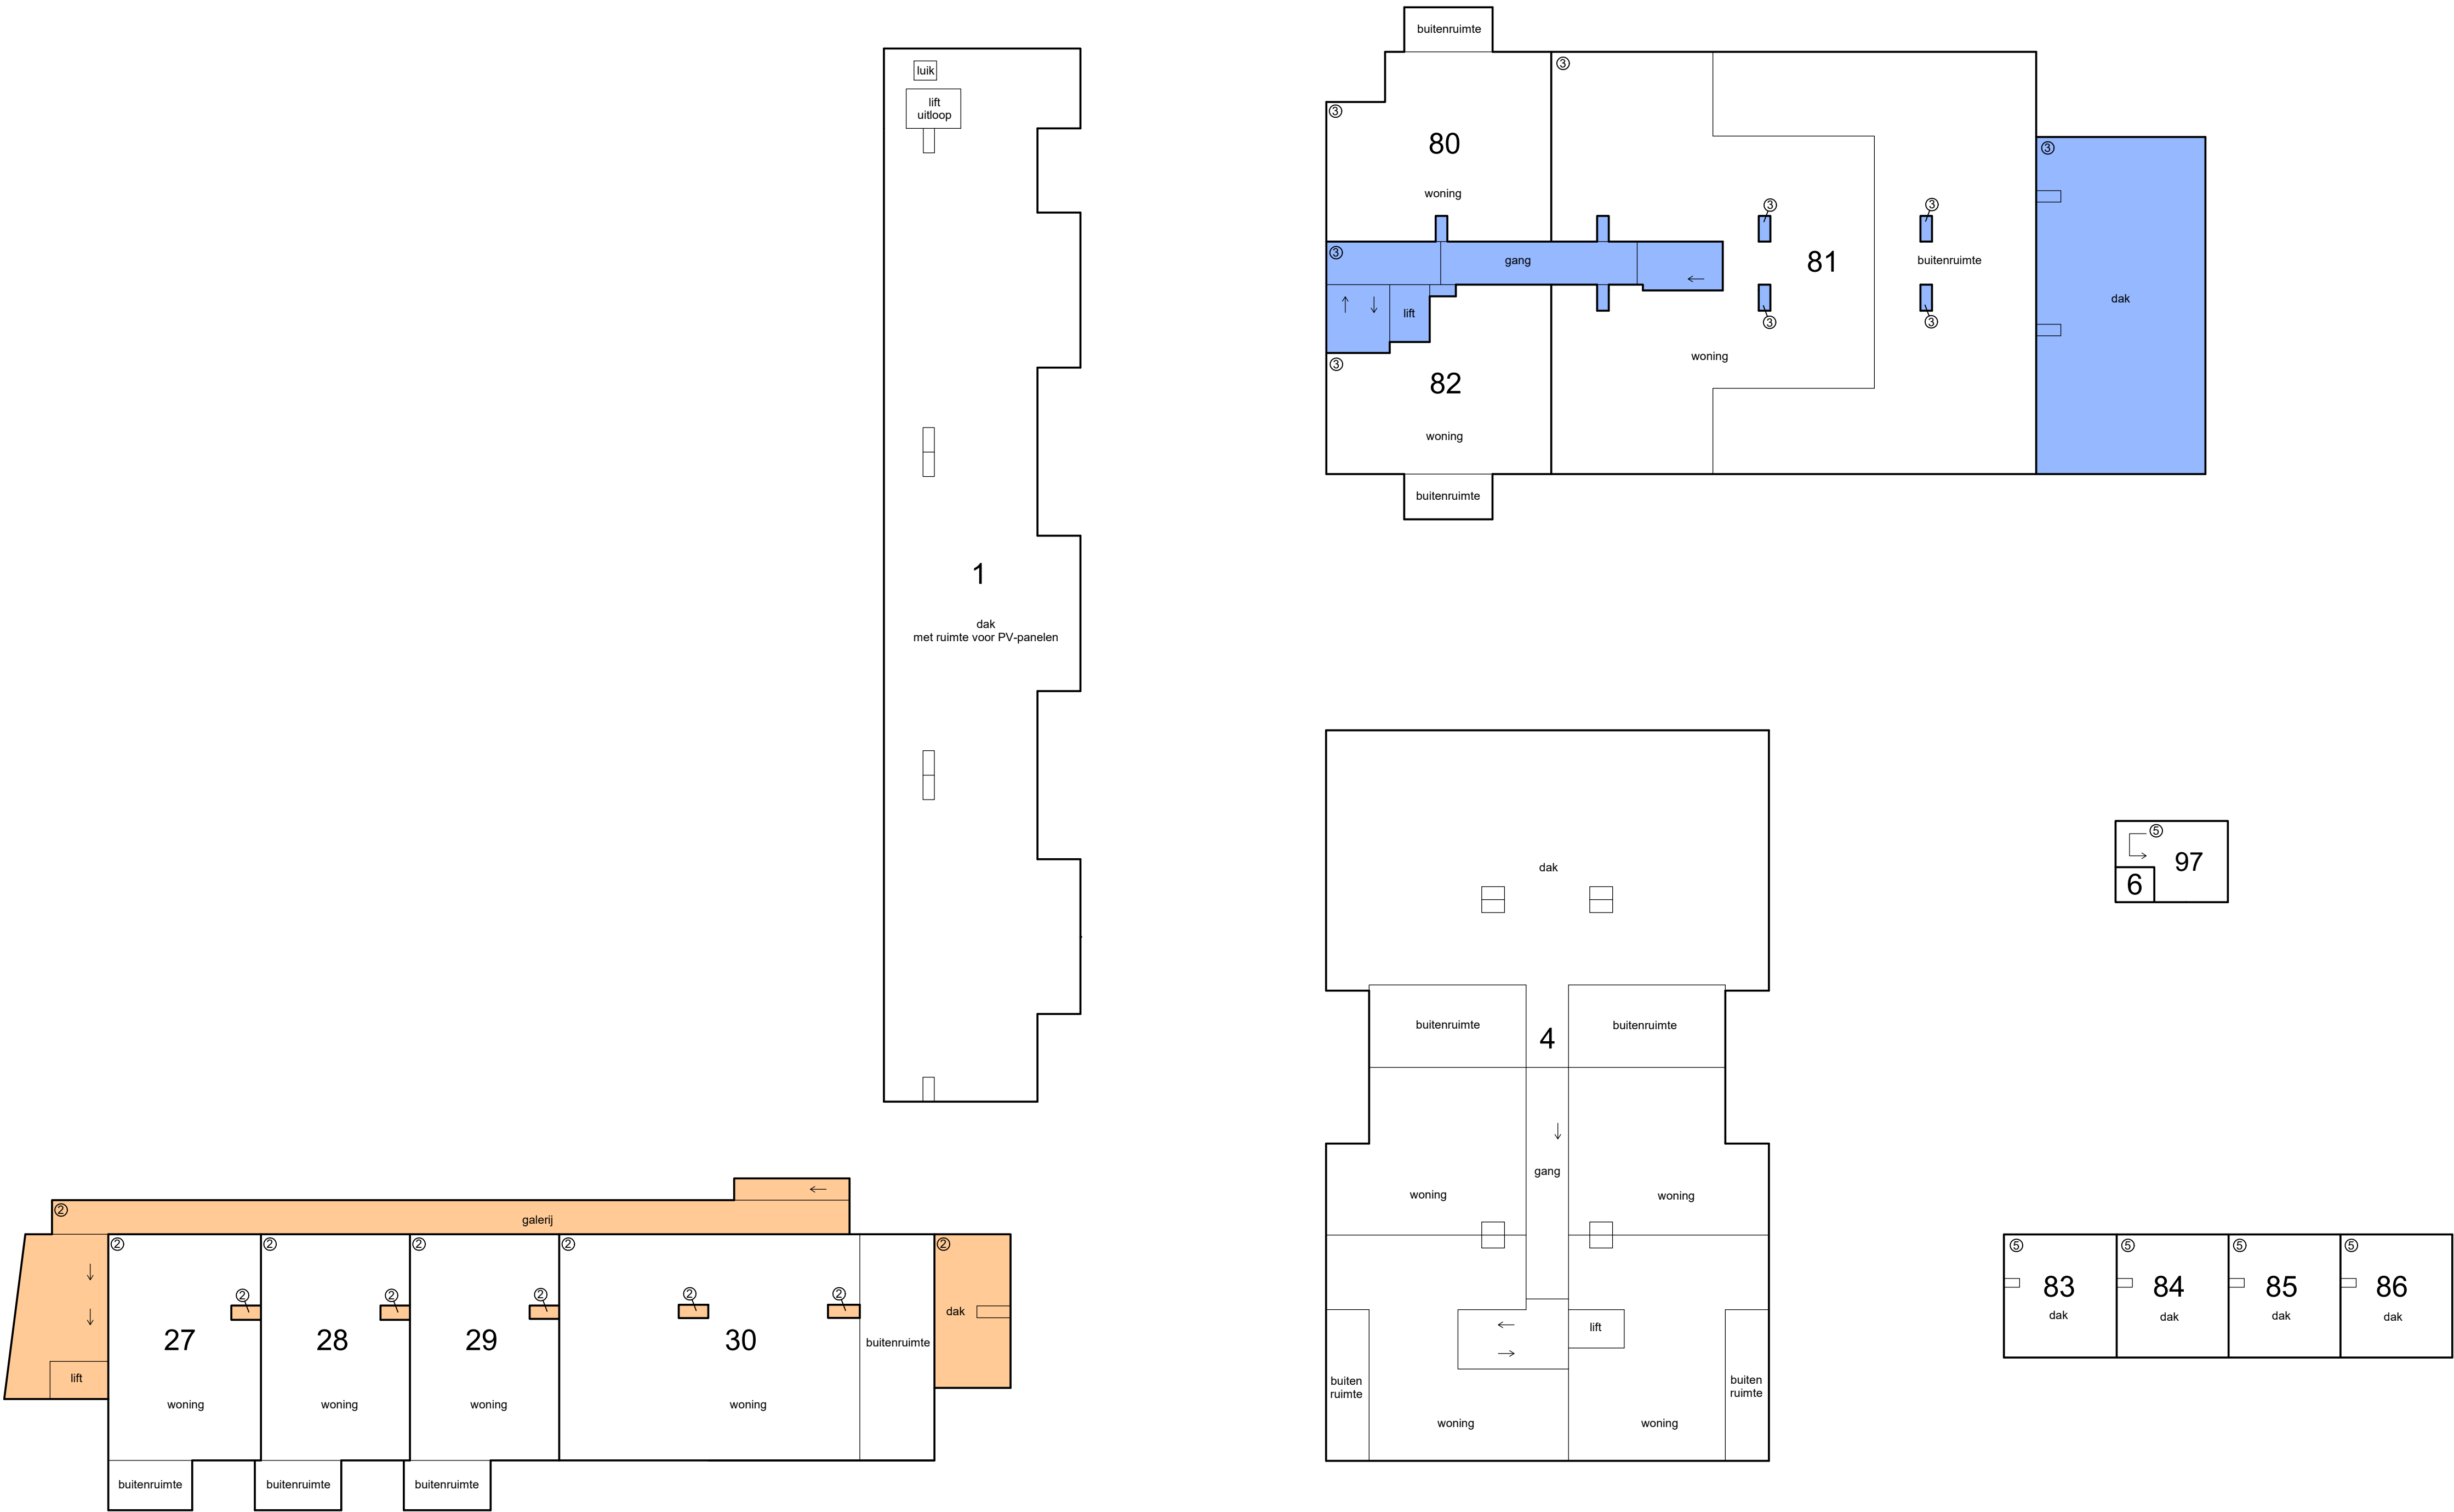 buitenruimte
③
③
80
woning
③
gang
lift
③
82
woning
buitenruimte
③
③
81
buitenruimte
③
③
woning
③
dak
luik
lift
uitloop
1
dak
met ruimte voor PV-panelen
dak
buitenruimte
4
buitenruimte
gang
woning
woning
lift
buiten
ruimte
buiten
ruimte
woning
woning
⑤
97
6
②
galerij
lift
②
②
27
woning
buitenruimte
②
②
28
woning
buitenruimte
②
②
29
woning
buitenruimte
②
②
②
30
woning
buitenruimte
②
dak
⑤
83
dak
⑤
84
dak
⑤
85
dak
⑤
86
dak